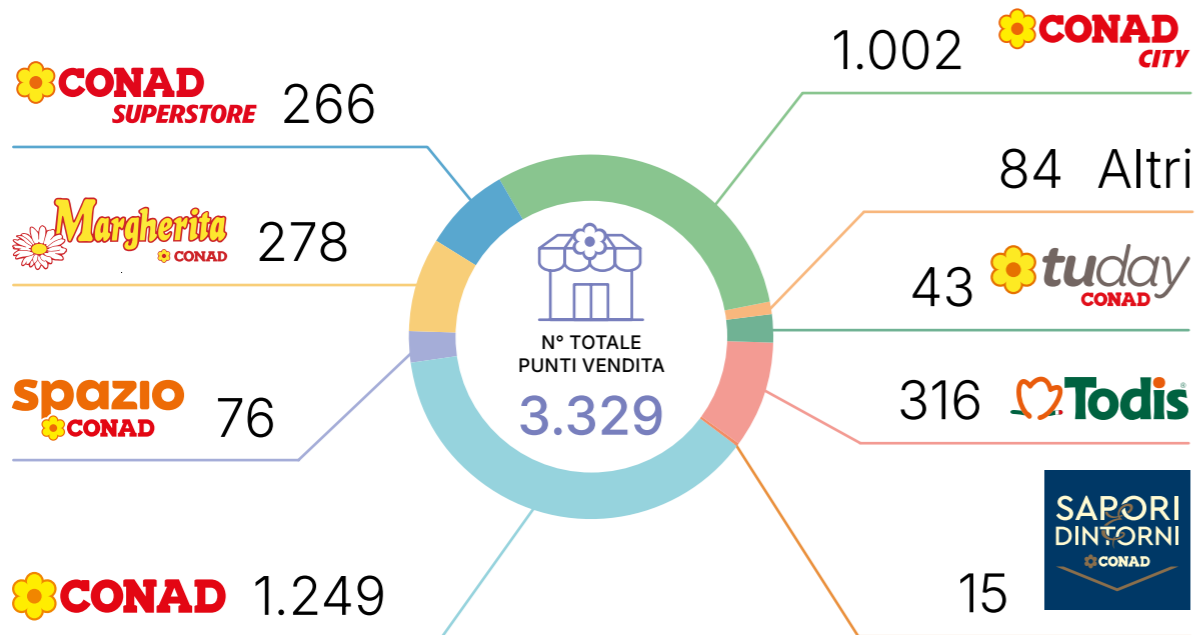 CONAD
SUPERSTORE
266
Margherita
CONAD
278
spazio
CONAD
76
CONAD
1.249
N° TOTALE
PUNTI VENDITA
3.329
1.002
CONAD
CITY
84 Altri
43
tuday
CONAD
316
Todis®
SAPORI
DINTORNI
CONAD
15